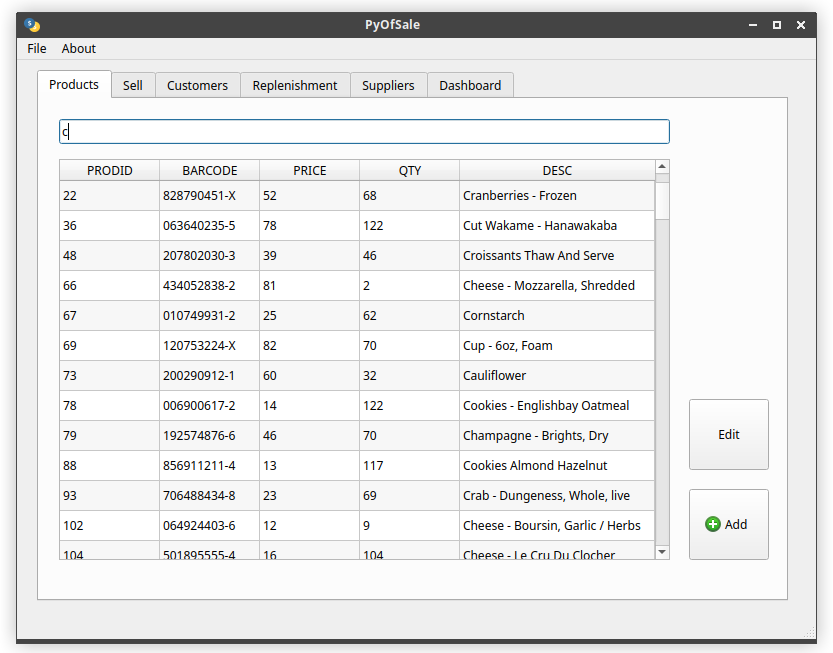 PyOfSale
File About
Products Sell Customers Replenishment Suppliers Dashboard
c
PRODID BARCODE PRICE QTY DESC
22 828790451-X 52 68 Cranberries - Frozen
36 063640235-5 78 122 Cut Wakame - Hanawakaba
48 207802030-3 39 46 Croissants Thaw And Serve
66 434052838-2 81 2 Cheese - Mozzarella, Shredded
67 010749931-2 25 62 Cornstarch
69 120753224-X 82 70 Cup - 6oz, Foam
73 200290912-1 60 32 Cauliflower
78 006900617-2 14 122 Cookies - Englishbay Oatmeal
79 192574876-6 46 70 Champagne - Brights, Dry
88 856911211-4 13 117 Cookies Almond Hazelnut
93 706488434-8 23 69 Crab - Dungeness, Whole, live
102 064924403-6 12 9 Cheese - Boursin, Garlic / Herbs
104 501895555-4 16 104 Cheese - Le Cru Du Clocher
Edit
Add